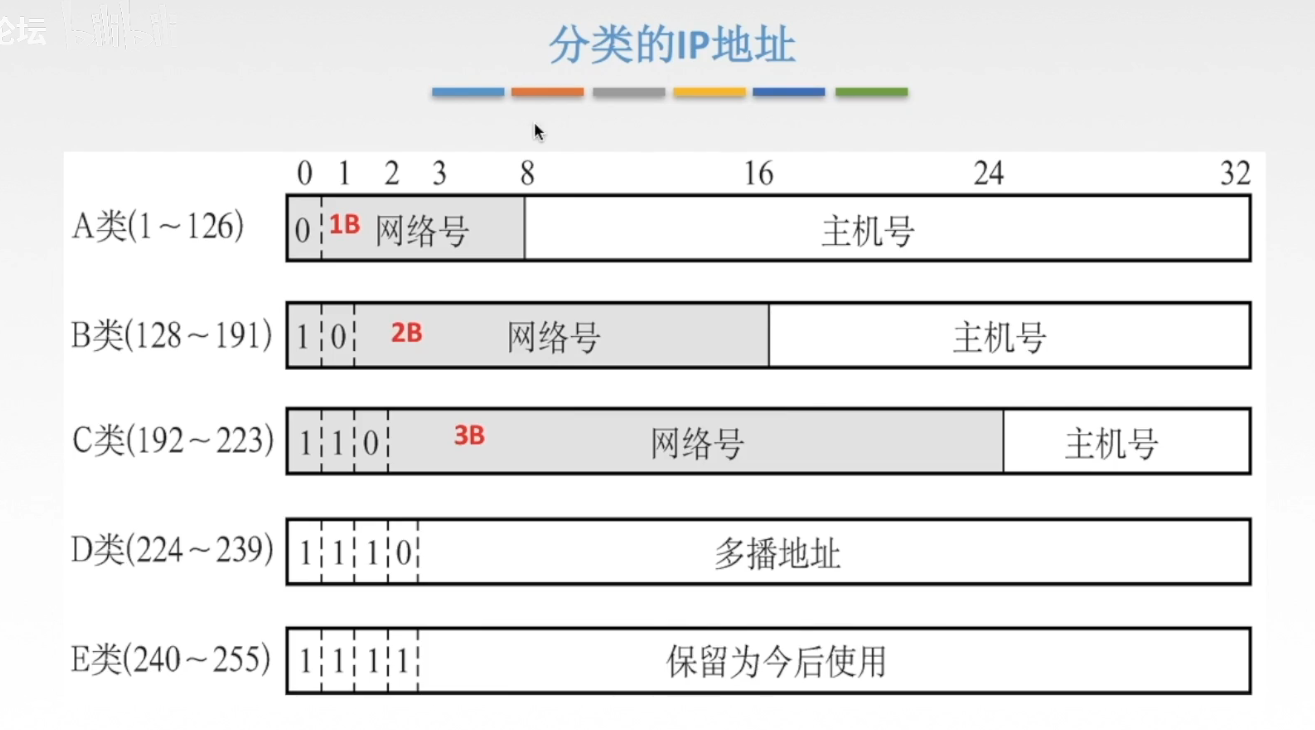 论坛
分类的IP地址
0 1 2 3 8 16 24 32
A类(1～126) 0 1B 网络号 主机号
B类(128～191) 1 0 2B 网络号 主机号
C类(192～223) 1 1 0 3B 网络号 主机号
D类(224～239) 1 1 1 0 多播地址
E类(240～255) 1 1 1 1 保留为今后使用